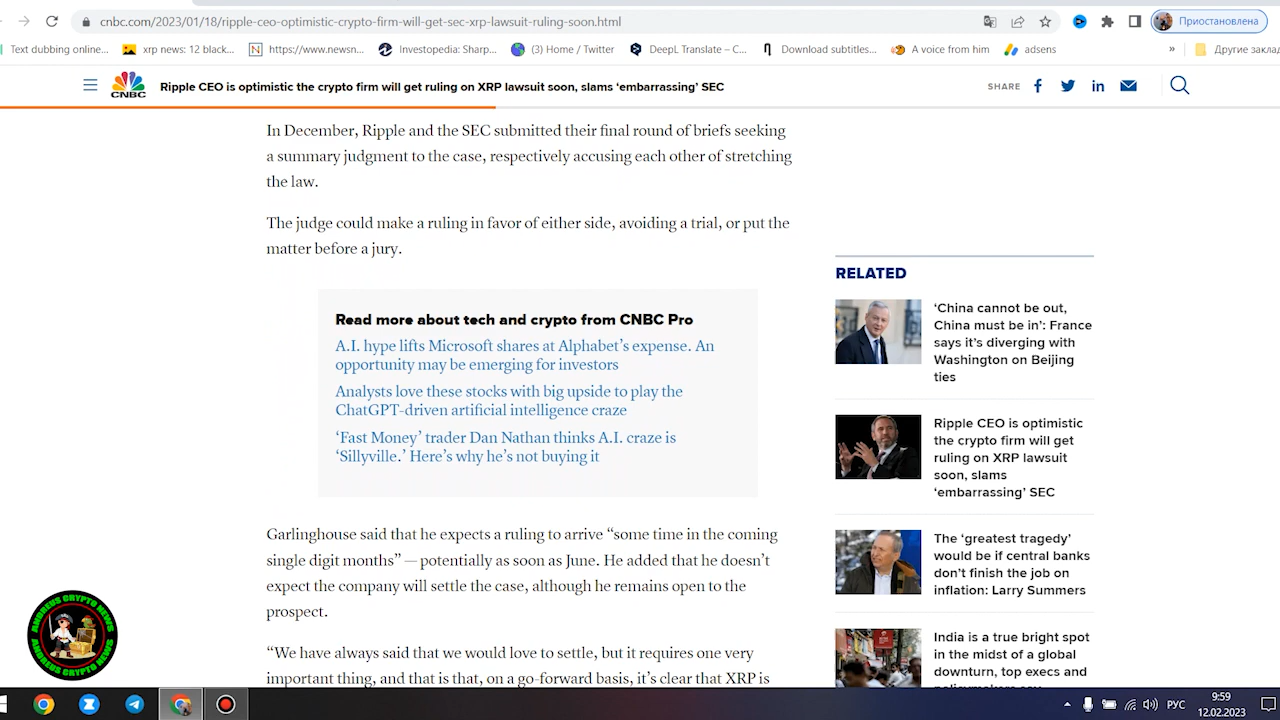 cnbc.com/2023/01/18/ripple-ceo-optimistic-crypto-firm-will-get-sec-xrp-lawsuit-ruling-soon.html
Приостановлена
Text dubbing online...
xrp news: 12 black...
https://www.newsn...
Investopedia: Sharp...
(3) Home / Twitter
DeepL Translate – C...
Download subtitles...
A voice from him
adsens
»
Другие закла
CNBC
Ripple CEO is optimistic the crypto firm will get ruling on XRP lawsuit soon, slams ‘embarrassing’ SEC
SHARE
In December, Ripple and the SEC submitted their final round of briefs seeking
a summary judgment to the case, respectively accusing each other of stretching
the law.
The judge could make a ruling in favor of either side, avoiding a trial, or put the
matter before a jury.
Read more about tech and crypto from CNBC Pro
A.I. hype lifts Microsoft shares at Alphabet’s expense. An
opportunity may be emerging for investors
Analysts love these stocks with big upside to play the
ChatGPT-driven artificial intelligence craze
‘Fast Money’ trader Dan Nathan thinks A.I. craze is
‘Sillyville.’ Here’s why he’s not buying it
Garlinghouse said that he expects a ruling to arrive “some time in the coming
single digit months” — potentially as soon as June. He added that he doesn’t
expect the company will settle the case, although he remains open to the
prospect.
“We have always said that we would love to settle, but it requires one very
important thing, and that is that, on a go-forward basis, it’s clear that XRP is
RELATED
‘China cannot be out,
China must be in’: France
says it’s diverging with
Washington on Beijing
ties
Ripple CEO is optimistic
the crypto firm will get
ruling on XRP lawsuit
soon, slams
‘embarrassing’ SEC
The ‘greatest tragedy’
would be if central banks
don’t finish the job on
inflation: Larry Summers
India is a true bright spot
in the midst of a global
downturn, top execs and
ANDREUS CRYPTO NEWS
ANDREUS CRYPTO NEWS
РУС
9:59
12.02.2023